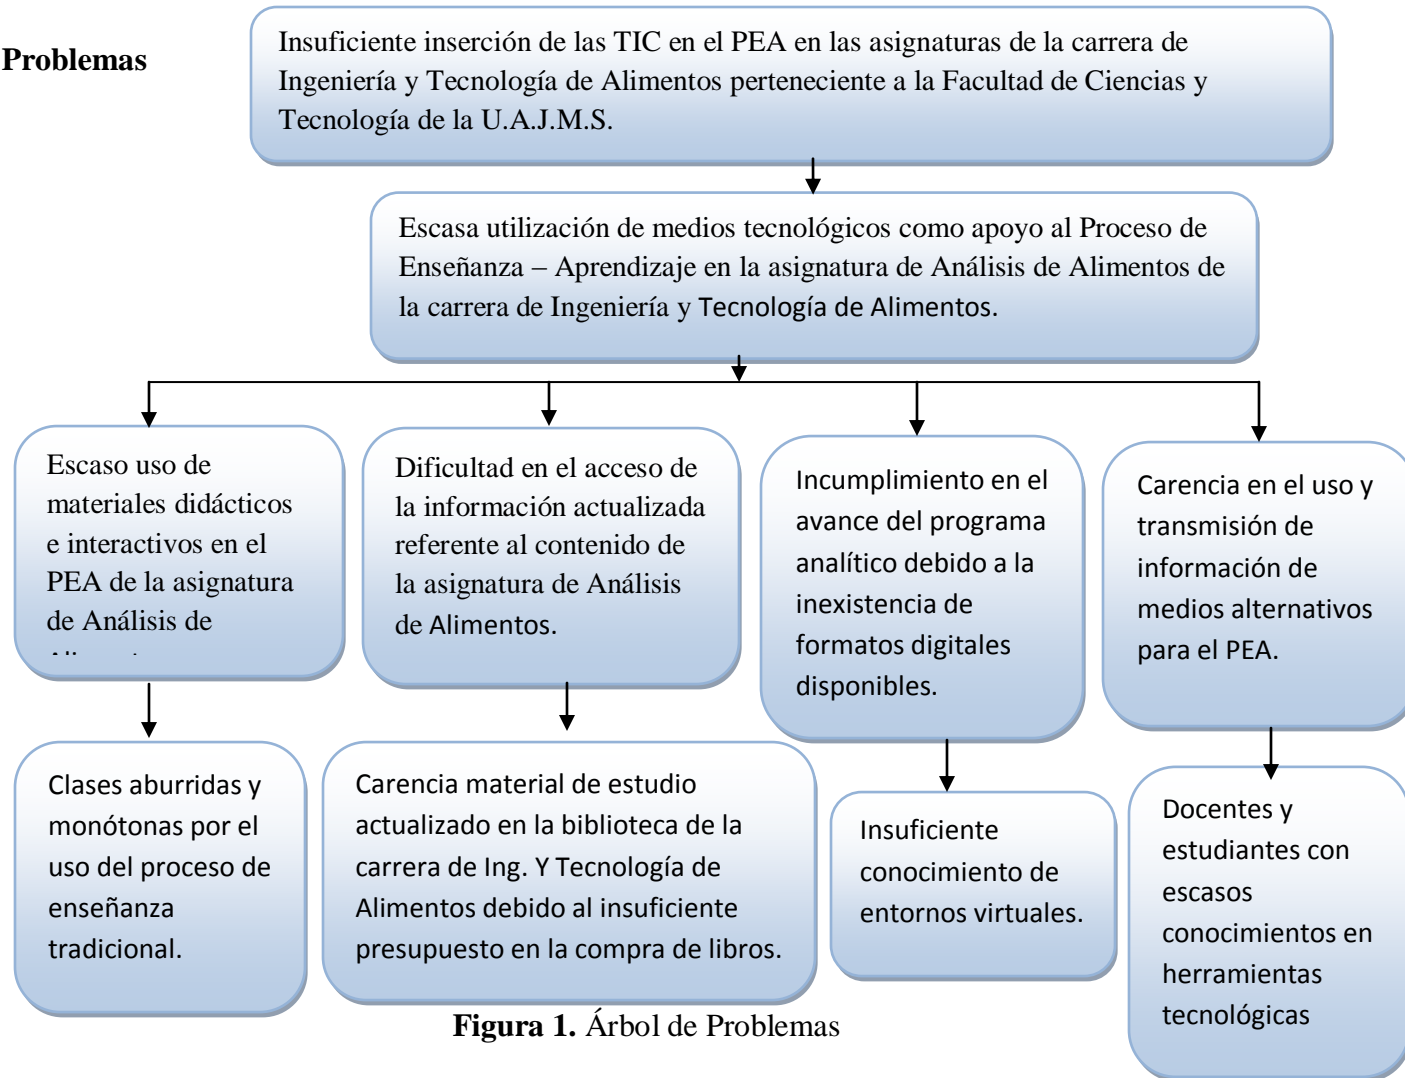 Problemas
Insuficiente inserción de las TIC en el PEA en las asignaturas de la carrera de
Ingeniería y Tecnología de Alimentos perteneciente a la Facultad de Ciencias y
Tecnología de la U.A.J.M.S.
Escasa utilización de medios tecnológicos como apoyo al Proceso de
Enseñanza – Aprendizaje en la asignatura de Análisis de Alimentos de
la carrera de Ingeniería y Tecnología de Alimentos.
Escaso uso de
materiales didácticos
e interactivos en el
PEA de la asignatura
de Análisis de
Dificultad en el acceso de
la información actualizada
referente al contenido de
la asignatura de Análisis
de Alimentos.
Incumplimiento en el
avance del programa
analítico debido a la
inexistencia de
formatos digitales
disponibles.
Carencia en el uso y
transmisión de
información de
medios alternativos
para el PEA.
Clases aburridas y
monótonas por el
uso del proceso de
enseñanza
tradicional.
Carencia material de estudio
actualizado en la biblioteca de la
carrera de Ing. Y Tecnología de
Alimentos debido al insuficiente
presupuesto en la compra de libros.
Insuficiente
conocimiento de
entornos virtuales.
Docentes y
estudiantes con
escasos
conocimientos en
herramientas
tecnológicas
Figura 1. Árbol de Problemas